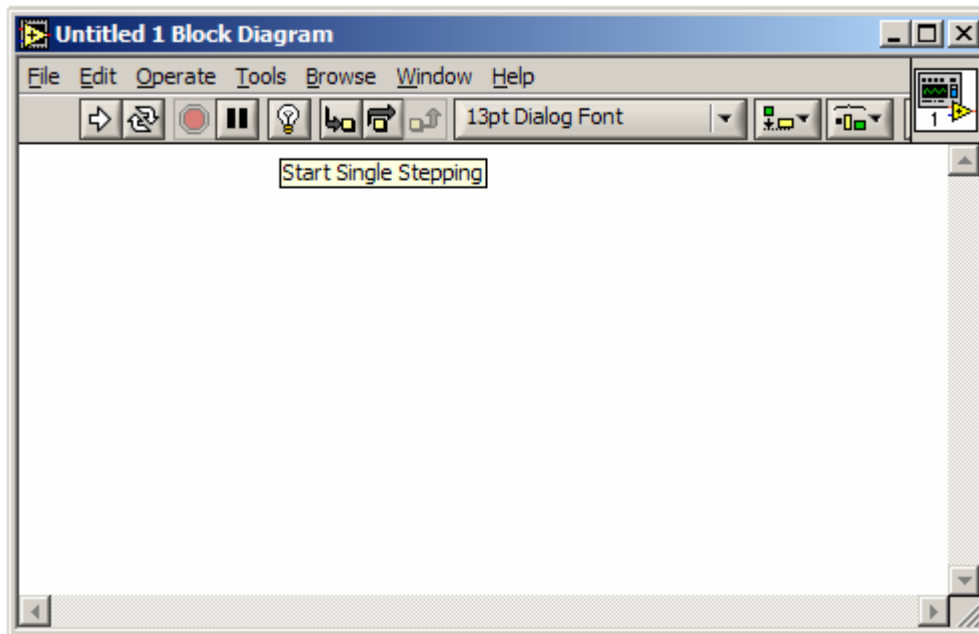 Untitled 1 Block Diagram
File Edit Operate Tools Browse Window Help
13pt Dialog Font
1
Start Single Stepping